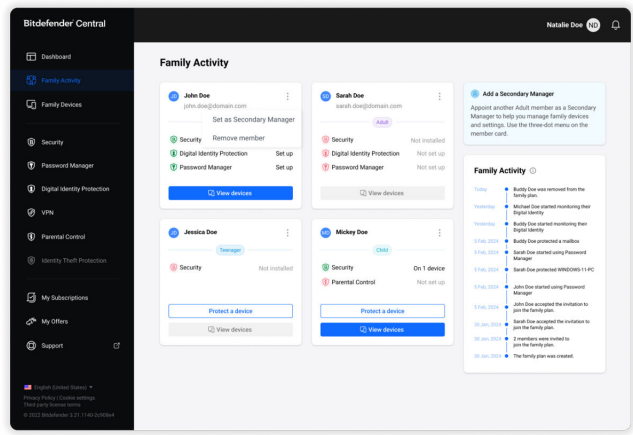 Bitdefender Central
Natalie Doe ND
Dashboard
Family Activity
Family Devices
Security
Password Manager
Digital Identity Protection
VPN
Parental Control
Identity Theft Protection
My Subscriptions
My Offers
Support
English (United States)
Privacy Policy | Cookie settings
Third party license terms
© 2022 Bitdefender 3.21.1140-2c908e4
Family Activity
JD John Doe
john.doe@domain.com
Set as Secondary Manager
Remove member
Security
Digital Identity Protection Set up
Password Manager Set up
View devices
SD Sarah Doe
sarah.doe@domain.com
Adult
Security Not installed
Digital Identity Protection Not set up
Password Manager Not set up
View devices
JD Jessica Doe
Teenager
Security Not installed
Protect a device
View devices
MD Mickey Doe
Child
Security On 1 device
Parental Control Not set up
Protect a device
View devices
Add a Secondary Manager
Appoint another Adult member as a Secondary
Manager to help you manage family devices
and settings. Use the three-dot menu on the
member card.
Family Activity
Today Buddy Doe was removed from the
family plan.
Yesterday Michael Doe started monitoring their
Digital Identity
Yesterday Buddy Doe started monitoring their
Digital Identity
5 Feb, 2024 Buddy Doe protected a mailbox
5 Feb, 2024 Sarah Doe started using Password
Manager
5 Feb, 2024 Sarah Doe protected WINDOWS-11-PC
5 Feb, 2024 John Doe started using Password
Manager
5 Feb, 2024 John Doe accepted the invitation to
join the family plan.
30 Jan, 2024 Sarah Doe accepted the invitation to
join the family plan.
30 Jan, 2024 2 members were invited to
join the family plan.
30 Jan, 2024 The family plan was created.